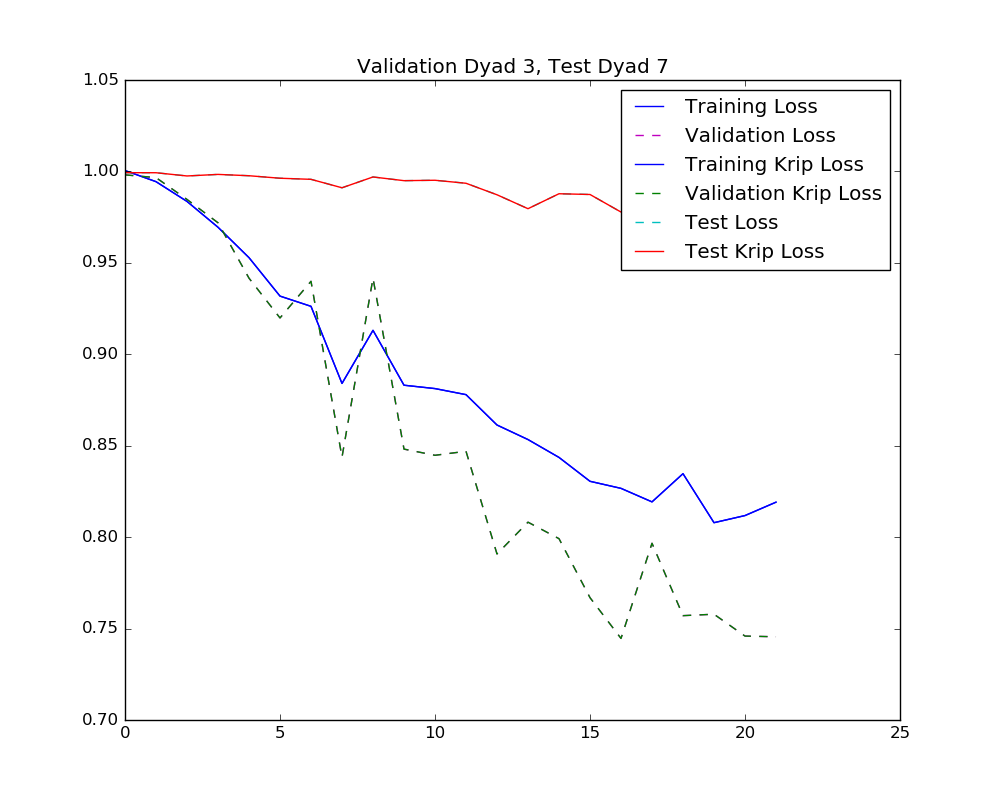 Validation Dyad 3, Test Dyad 7
1.05
1.00
0.95
0.90
0.85
0.80
0.75
0.70
0
5
10
15
20
25
Training Loss
Validation Loss
Training Krip Loss
Validation Krip Loss
Test Loss
Test Krip Loss